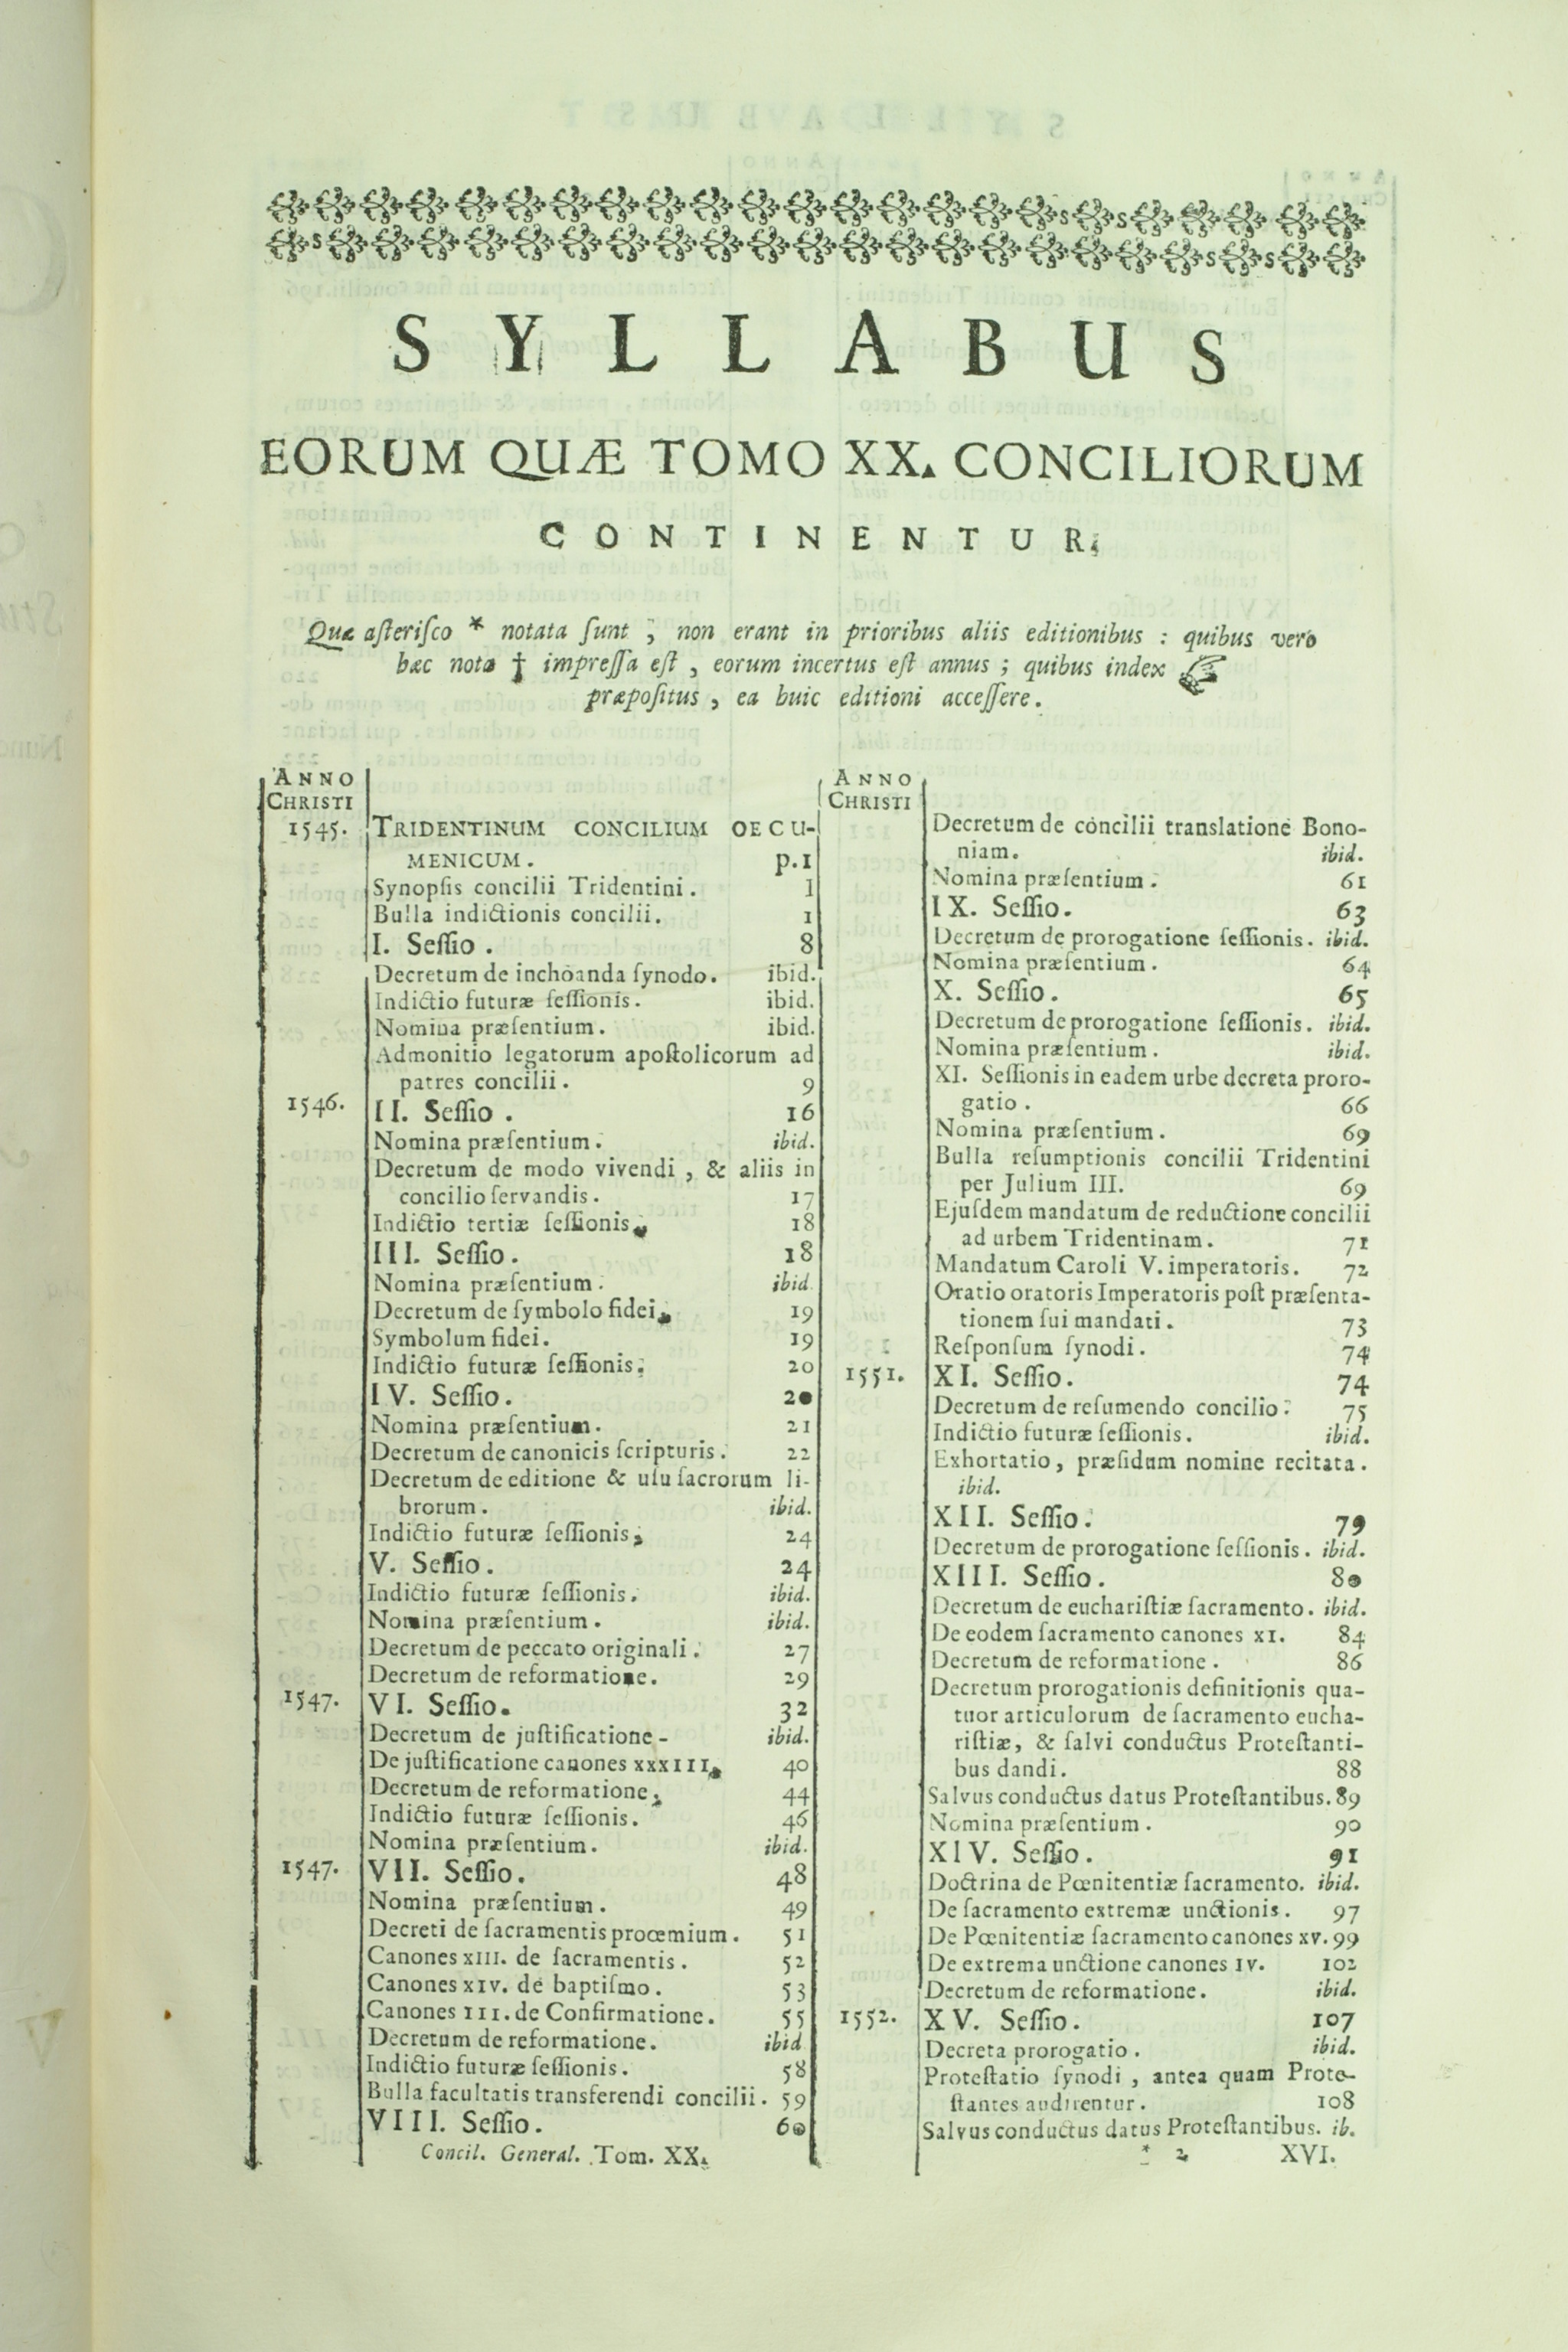 SYLLABUS
EORUM QUÆ TOMO XX. CONCILIORUM
CONTINENTUR.
Quæ aſteriſco * notata ſunt, non erant in prioribus aliis editionibus : quibus vero
hæc nota † impreſſa eſt, eorum incertus eſt annus ; quibus index ☞
præpoſitus, ea huic editioni acceſſere.
ANNO
CHRISTI
1545. TRIDENTINUM CONCILIUM OECU-
MENICUM. p.1
Synopſis concilii Tridentini. 1
Bulla indictionis concilii. 1
I. Seſſio. 8
Decretum de inchoanda ſynodo. ibid.
Indictio futuræ ſeſſionis. ibid.
Nomina præſentium. ibid.
Admonitio legatorum apoſtolicorum ad
patres concilii. 9
1546. II. Seſſio. 16
Nomina præſentium. ibid.
Decretum de modo vivendi, & aliis in
concilio ſervandis. 17
Indictio tertiæ ſeſſionis. 18
III. Seſſio. 18
Nomina præſentium. ibid.
Decretum de ſymbolo fidei. 19
Symbolum fidei. 19
Indictio futuræ ſeſſionis. 20
IV. Seſſio. 20
Nomina præſentium. 21
Decretum de canonicis ſcripturis. 22
Decretum de editione & uſu ſacrorum li-
brorum. ibid.
Indictio futuræ ſeſſionis. 24
V. Seſſio. 24
Indictio futuræ ſeſſionis. ibid.
Nomina præſentium. ibid.
Decretum de peccato originali. 27
Decretum de reformatione. 29
1547. VI. Seſſio. 32
Decretum de juſtificatione- ibid.
De juſtificatione canones XXXIII. 40
Decretum de reformatione. 44
Indictio futuræ ſeſſionis. 46
Nomina præſentium. ibid.
1547. VII. Seſſio. 48
Nomina præſentium. 49
Decreti de ſacramentis prœmium. 51
Canones XIII. de ſacramentis. 52
Canones XIV. de baptiſmo. 53
Canones III. de Confirmatione. 55
Decretum de reformatione. ibid
Indictio futuræ ſeſſionis. 58
Bulla facultatis transferendi concilii. 59
VIII. Seſſio. 60
Concil. General. Tom. XX.
ANNO
CHRISTI
Decretum de concilii translatione Bono-
niam. ibid.
Nomina præſentium. 61
IX. Seſſio. 63
Decretum de prorogatione ſeſſionis. ibid.
Nomina præſentium. 64
X. Seſſio. 65
Decretum de prorogatione ſeſſionis. ibid.
Nomina præſentium. ibid.
XI. Seſſionis in eadem urbe decreta proro-
gatio. 66
Nomina præſentium. 69
Bulla reſumptionis concilii Tridentini
per Julium III. 69
Ejuſdem mandatum de reductione concilii
ad urbem Tridentinam. 71
Mandatum Caroli V. imperatoris. 72
Oratio oratoris Imperatoris poſt præſenta-
tionem ſui mandati. 73
Reſponſum ſynodi. 74
1551. XI. Seſſio. 74
Decretum de reſumendo concilio. 75
Indictio futuræ ſeſſionis. ibid.
Exhortatio, præſidum nomine recitata.
ibid.
XII. Seſſio. 79
Decretum de prorogatione ſeſſionis. ibid.
XIII. Seſſio. 80
Decretum de euchariſtiæ ſacramento. ibid.
De eodem ſacramento canones XI. 84
Decretum de reformatione. 86
Decretum prorogationis definitionis qua-
tuor articulorum de ſacramento eucha-
riſtiæ, & ſalvi conductus Proteſtanti-
bus dandi. 88
Salvus conductus datus Proteſtantibus. 89
Nomina præſentium. 90
XIV. Seſſio. 91
Doctrina de Pœnitentiæ ſacramento. ibid.
De ſacramento extremæ unctionis. 97
De Pœnitentiæ ſacramento canones XV. 99
De extrema unctione canones IV. 102
Decretum de reformatione. ibid.
1552. XV. Seſſio. 107
Decreta prorogatio. ibid.
Proteſtatio ſynodi, antea quam Prote-
ſtantes audirentur. 108
Salvus conductus datus Proteſtantibus. ib.
* 2 XVI.